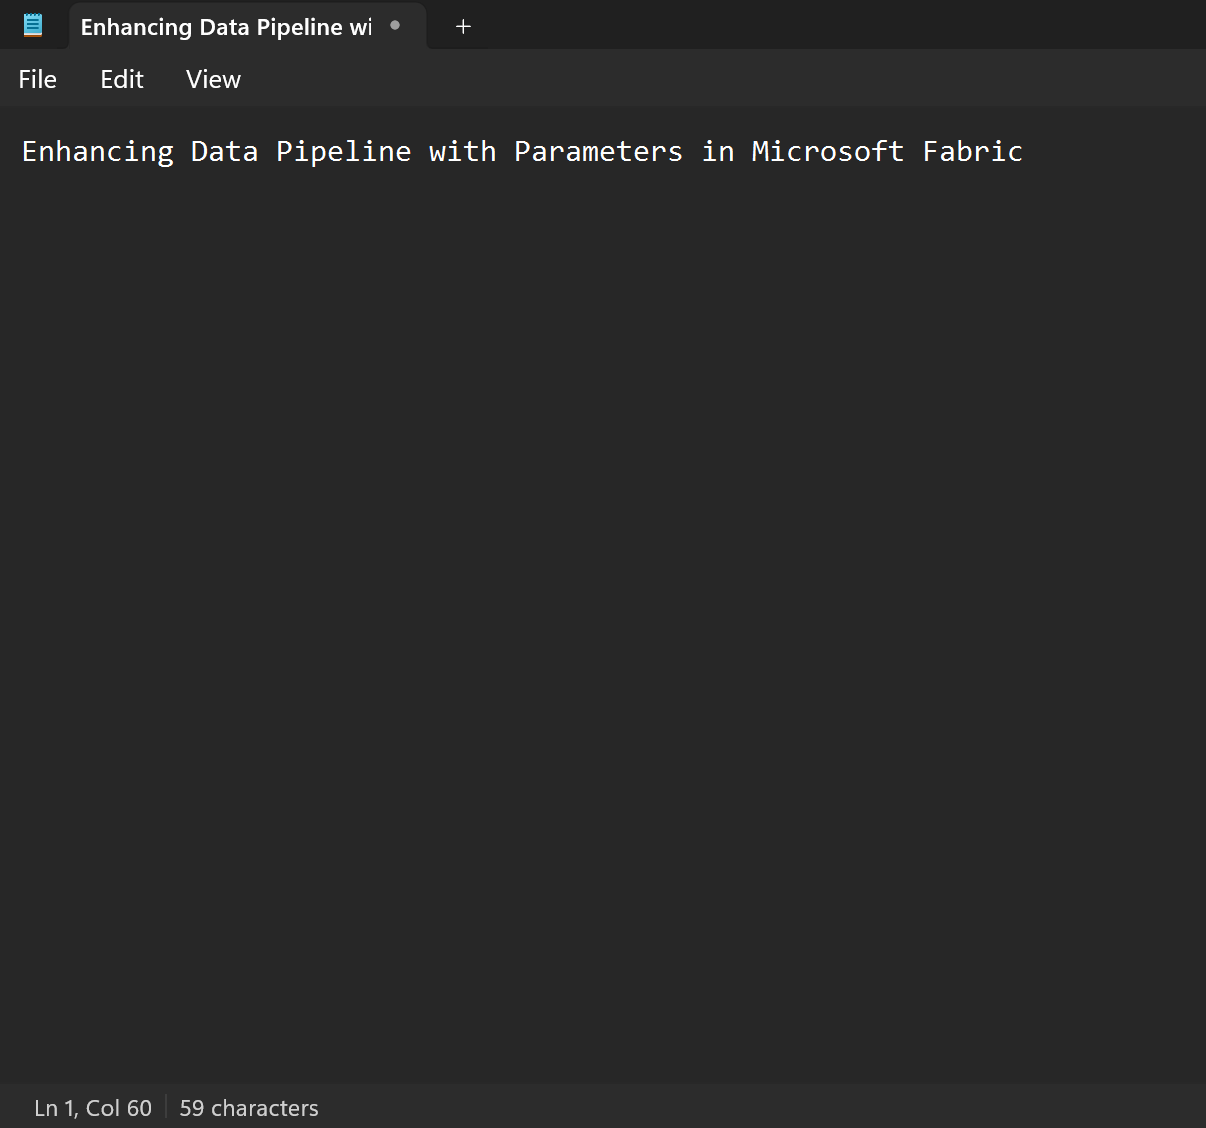 Enhancing Data Pipeline wi
File Edit View
Enhancing Data Pipeline with Parameters in Microsoft Fabric
Ln 1, Col 60 59 characters